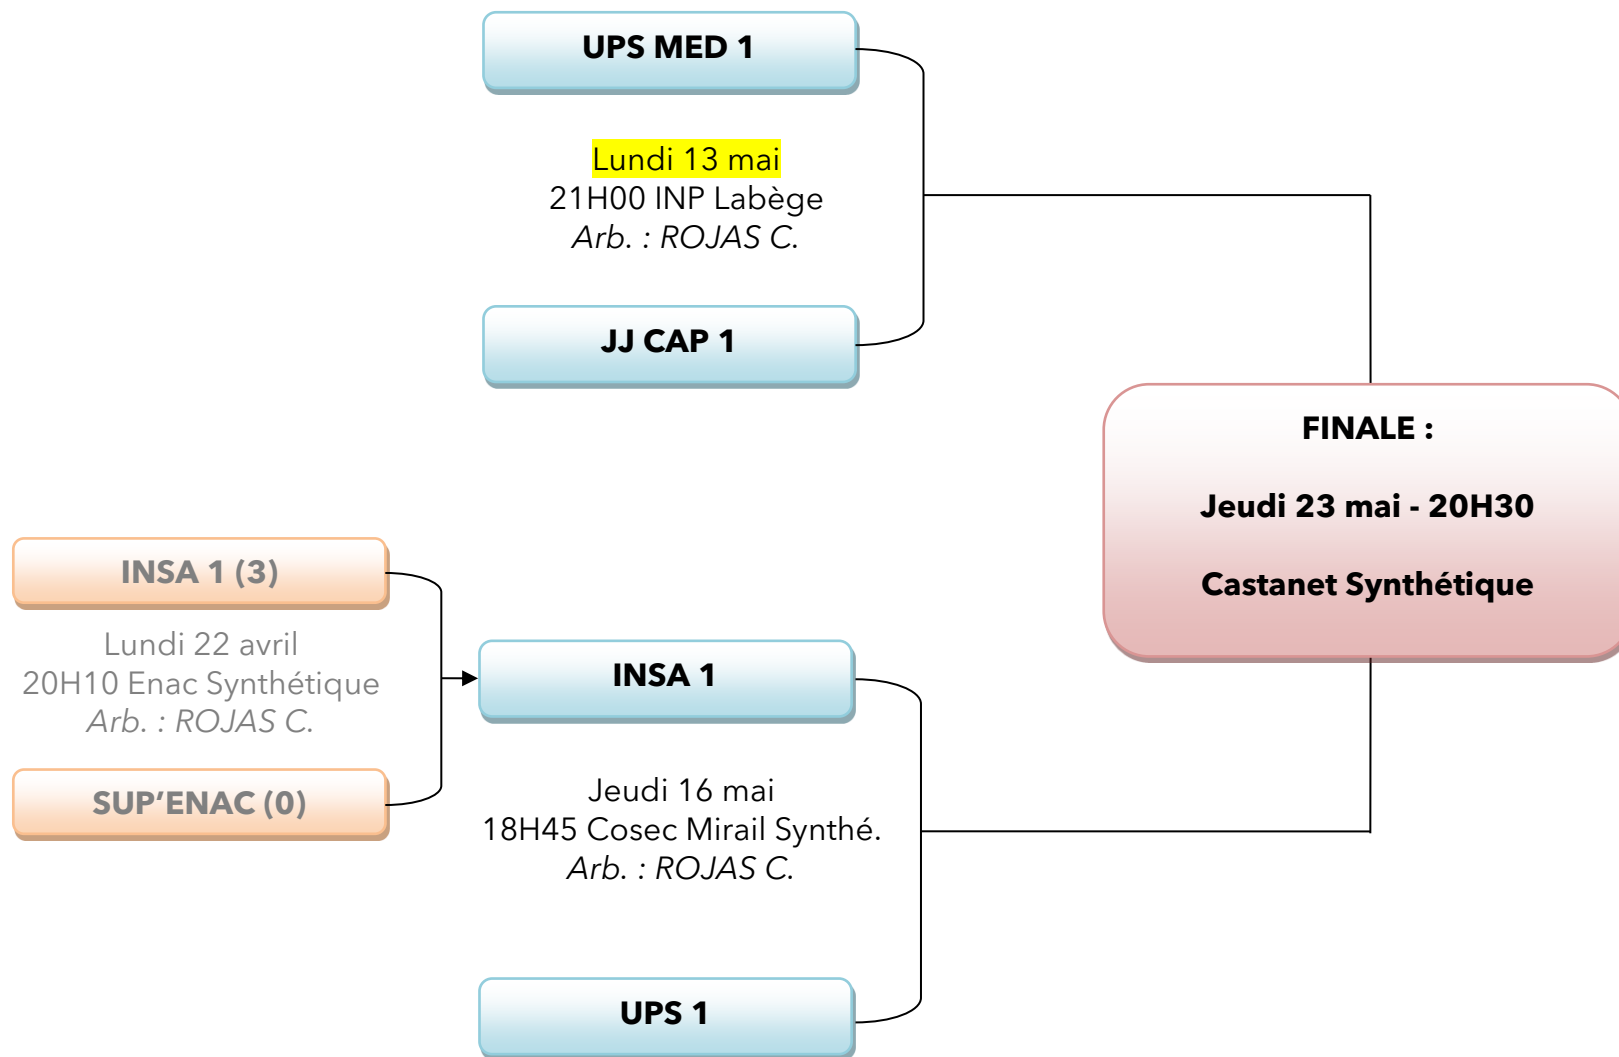 UPS MED 1
Lundi 13 mai
21H00 INP Labège
Arb. : ROJAS C.
JJ CAP 1
FINALE :
Jeudi 23 mai - 20H30
Castanet Synthétique
INSA 1 (3)
Lundi 22 avril
20H10 Enac Synthétique
Arb. : ROJAS C.
SUP’ENAC (0)
INSA 1
Jeudi 16 mai
18H45 Cosec Mirail Synthé.
Arb. : ROJAS C.
UPS 1